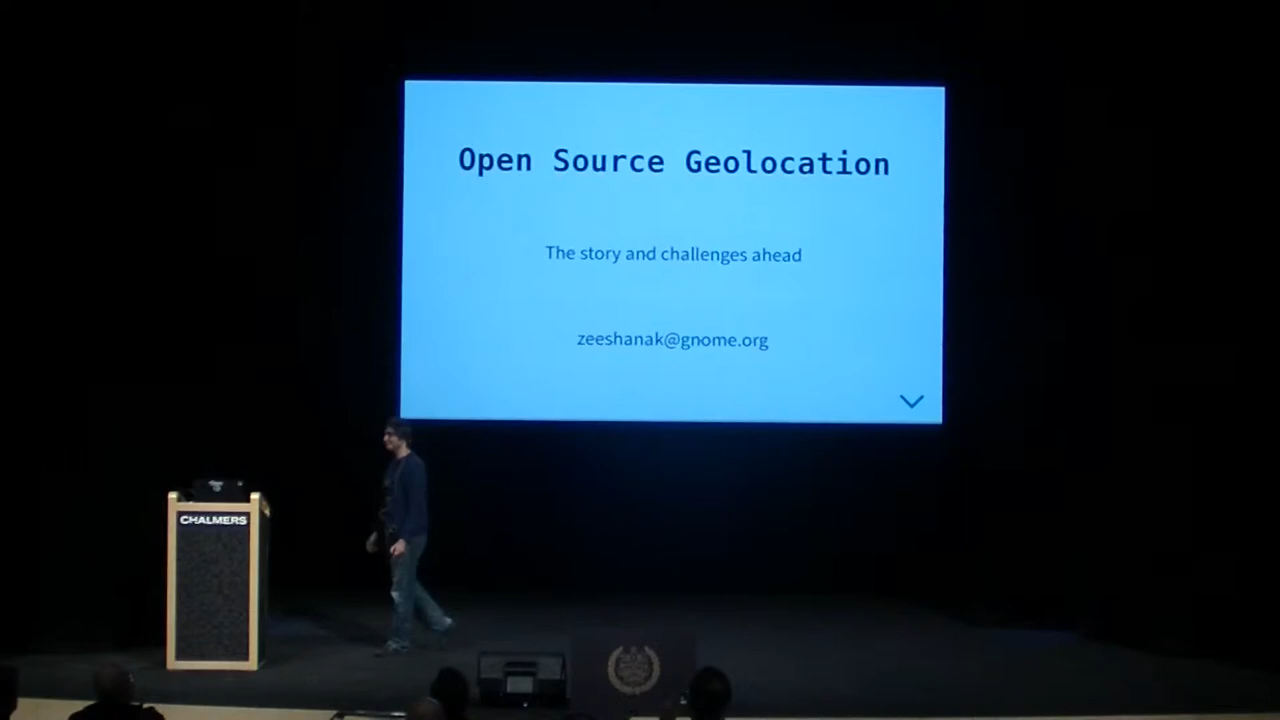 Open Source Geolocation
The story and challenges ahead
zeeshanak@gnome.org
CHALMERS